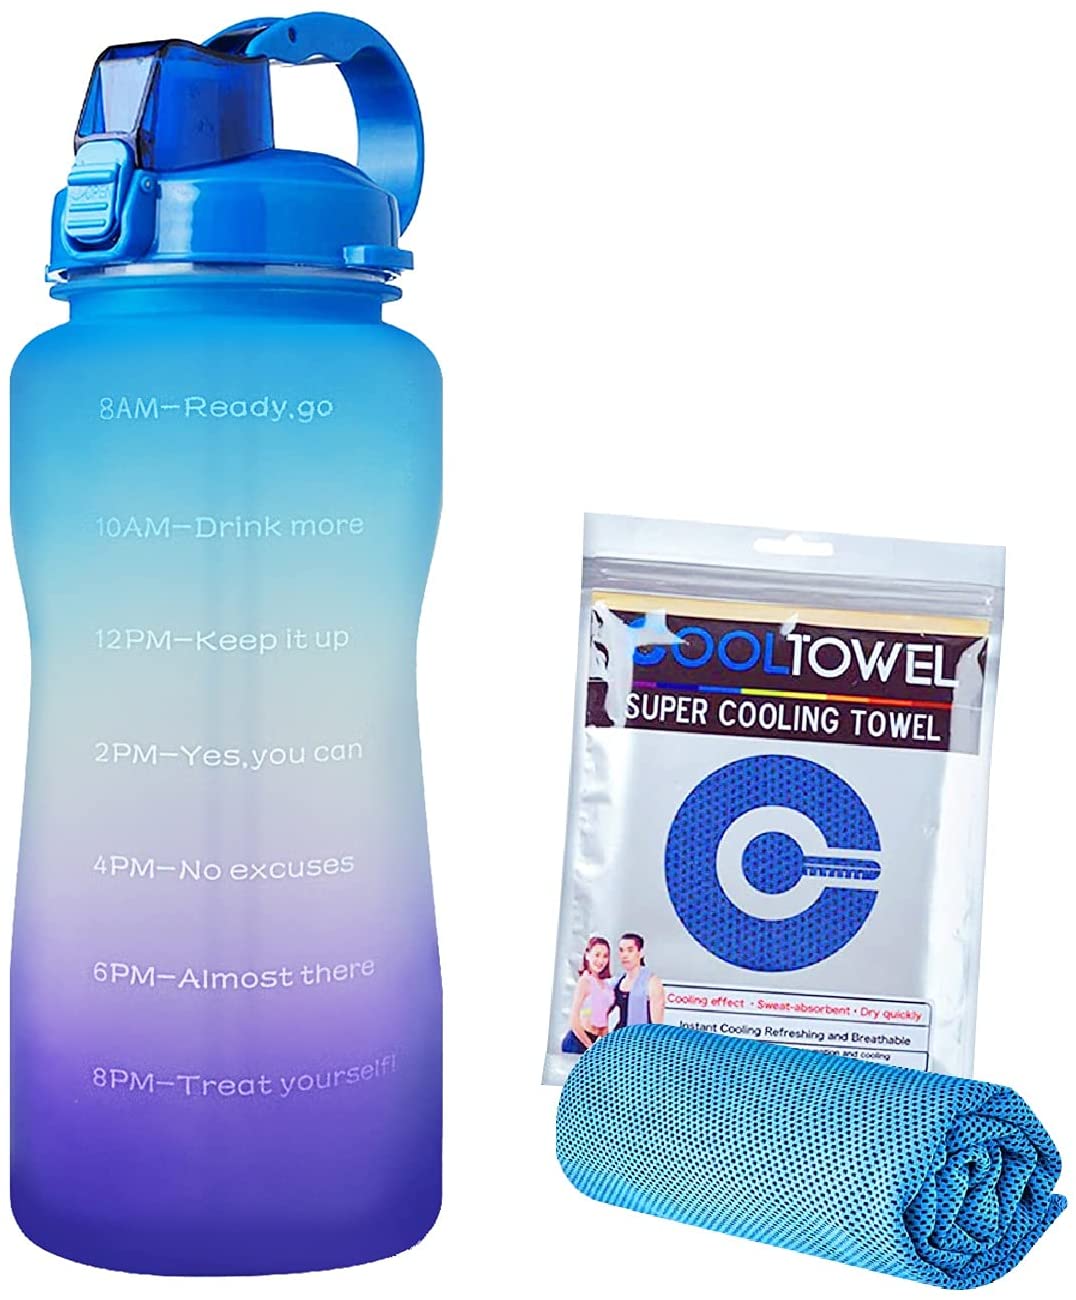 8AM—Ready,go
10AM—Drink more
12PM—Keep it up
2PM—Yes,you can
4PM—No excuses
6PM—Almost there
8PM—Treat yourself!
COOLTOWEL
SUPER COOLING TOWEL
Cooling effect · Sweat-absorbent · Dry quickly
Instant Cooling Refreshing and Breathable
and cooling